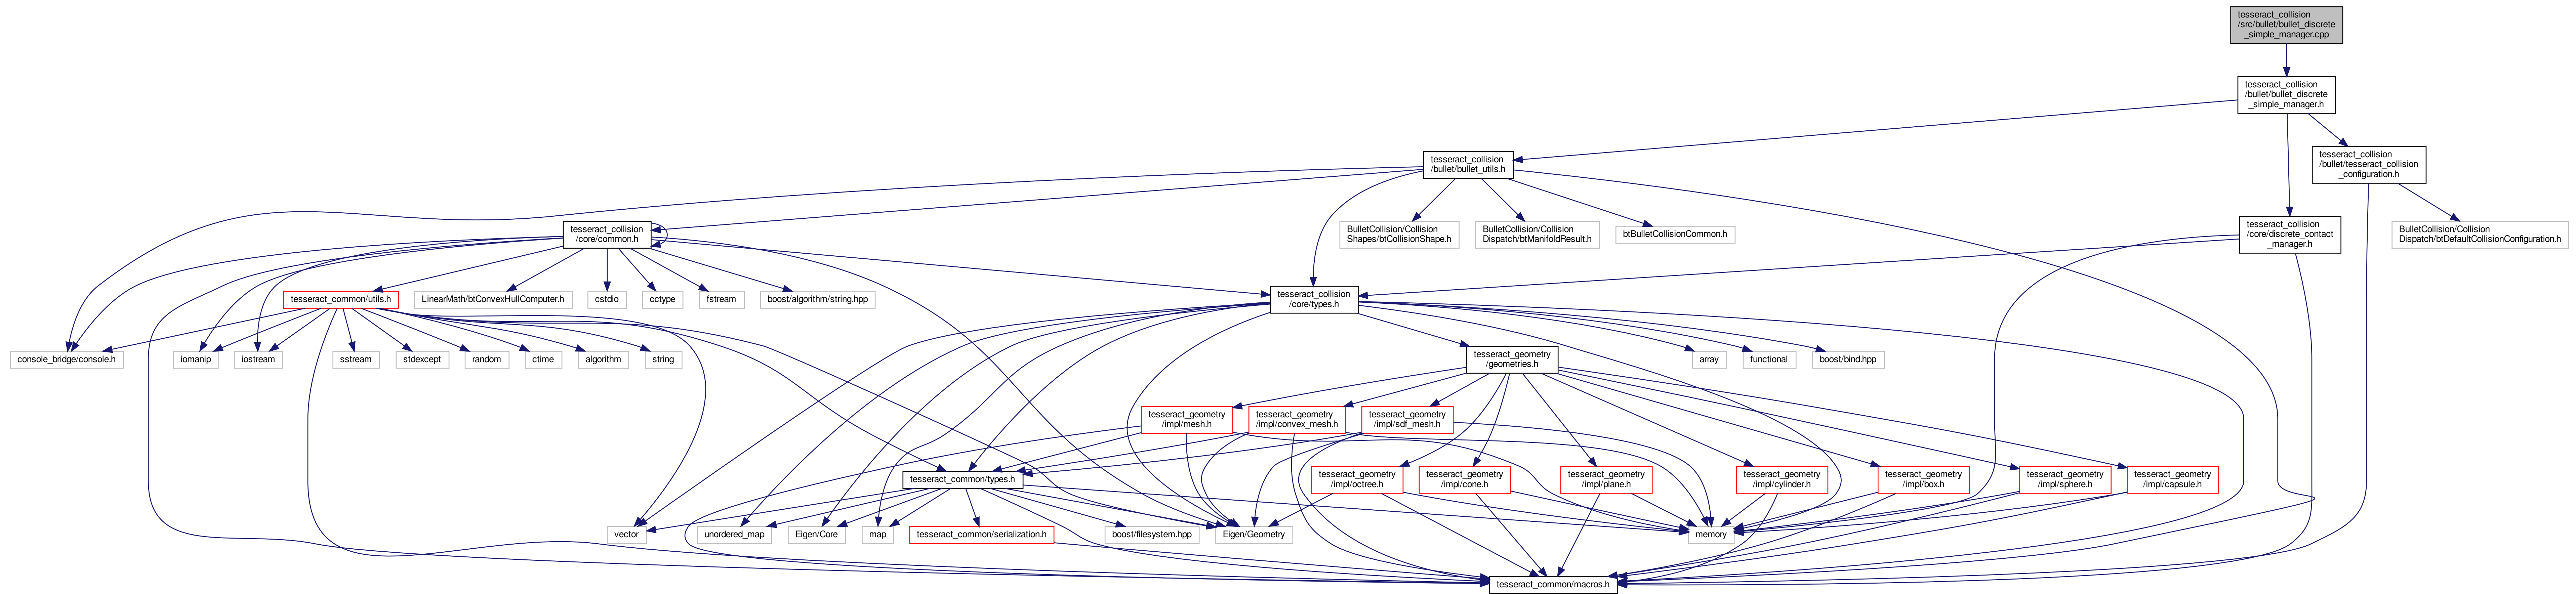 tesseract_collision
/src/bullet/bullet_discrete
_simple_manager.cpp
tesseract_collision
/bullet/bullet_discrete
_simple_manager.h
tesseract_collision
/bullet/bullet_utils.h
tesseract_collision
/bullet/tesseract_collision
_configuration.h
tesseract_collision
/core/common.h
BulletCollision/Collision
Shapes/btCollisionShape.h
BulletCollision/Collision
Dispatch/btManifoldResult.h
btBulletCollisionCommon.h
tesseract_collision
/core/discrete_contact
_manager.h
BulletCollision/Collision
Dispatch/btDefaultCollisionConfiguration.h
tesseract_common/utils.h
LinearMath/btConvexHullComputer.h
cstdio
cctype
fstream
boost/algorithm/string.hpp
tesseract_collision
/core/types.h
console_bridge/console.h
iomanip
iostream
sstream
stdexcept
random
ctime
algorithm
string
tesseract_geometry
/geometries.h
array
functional
boost/bind.hpp
tesseract_geometry
/impl/mesh.h
tesseract_geometry
/impl/convex_mesh.h
tesseract_geometry
/impl/sdf_mesh.h
tesseract_common/types.h
tesseract_geometry
/impl/octree.h
tesseract_geometry
/impl/cone.h
tesseract_geometry
/impl/plane.h
tesseract_geometry
/impl/cylinder.h
tesseract_geometry
/impl/box.h
tesseract_geometry
/impl/sphere.h
tesseract_geometry
/impl/capsule.h
vector
unordered_map
Eigen/Core
map
tesseract_common/serialization.h
boost/filesystem.hpp
Eigen/Geometry
memory
tesseract_common/macros.h